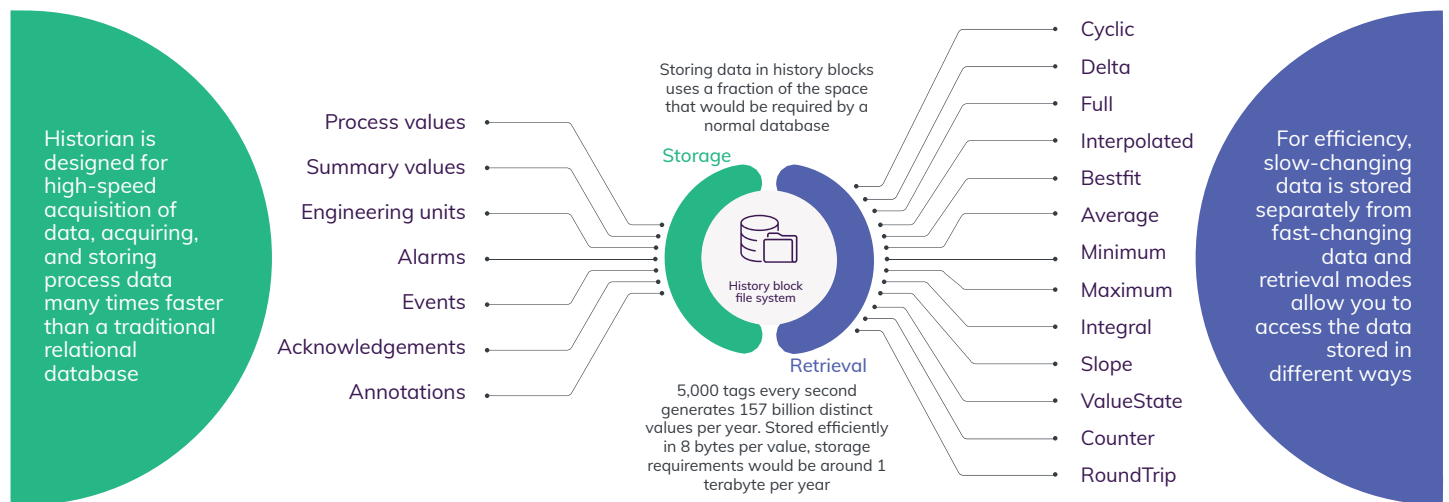 Historian is
designed for
high-speed
acquisition of
data, acquiring,
and storing
process data
many times faster
than a traditional
relational
database
Process values
Summary values
Engineering units
Alarms
Events
Acknowledgements
Annotations
Storing data in history blocks
uses a fraction of the space
that would be required by a
normal database
Storage
History block
file system
Retrieval
5,000 tags every second
generates 157 billion distinct
values per year. Stored efficiently
in 8 bytes per value, storage
requirements would be around 1
terabyte per year
Cyclic
Delta
Full
Interpolated
Bestfit
Average
Minimum
Maximum
Integral
Slope
ValueState
Counter
RoundTrip
For efficiency,
slow-changing
data is stored
separately from
fast-changing
data and
retrieval modes
allow you to
access the data
stored in
different ways